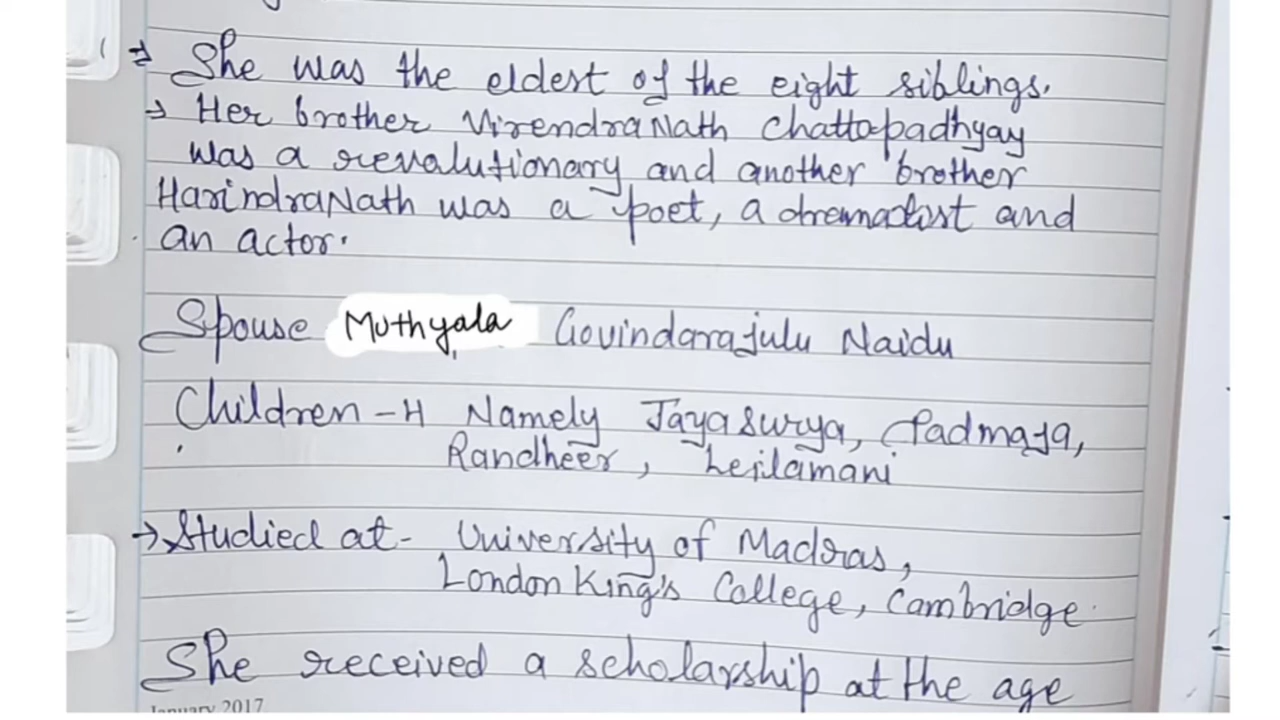 ⇒ She was the eldest of the eight siblings.
→ Her brother VirendraNath Chattopadhyay
was a revalutionary and another brother
HarindraNath was a poet, a dramatist and
an actor.
Spouse Muthyala Govindarajulu Naidu
Children - 4 Namely Jayasurya, Padmaja,
Randheer, Leilamani
→ Studied at - University of Madras,
London King's College, Cambridge.
She received a scholarship at the age
January 2017